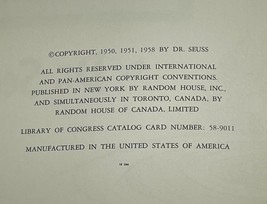 ©COPYRIGHT, 1950, 1951, 1958 BY DR. SEUSS
ALL RIGHTS RESERVED UNDER INTERNATIONAL
AND PAN-AMERICAN COPYRIGHT CONVENTIONS.
PUBLISHED IN NEW YORK BY RANDOM HOUSE, INC.,
AND SIMULTANEOUSLY IN TORONTO, CANADA, BY
RANDOM HOUSE OF CANADA, LIMITED
LIBRARY OF CONGRESS CATALOG CARD NUMBER: 58-9011
MANUFACTURED IN THE UNITED STATES OF AMERICA